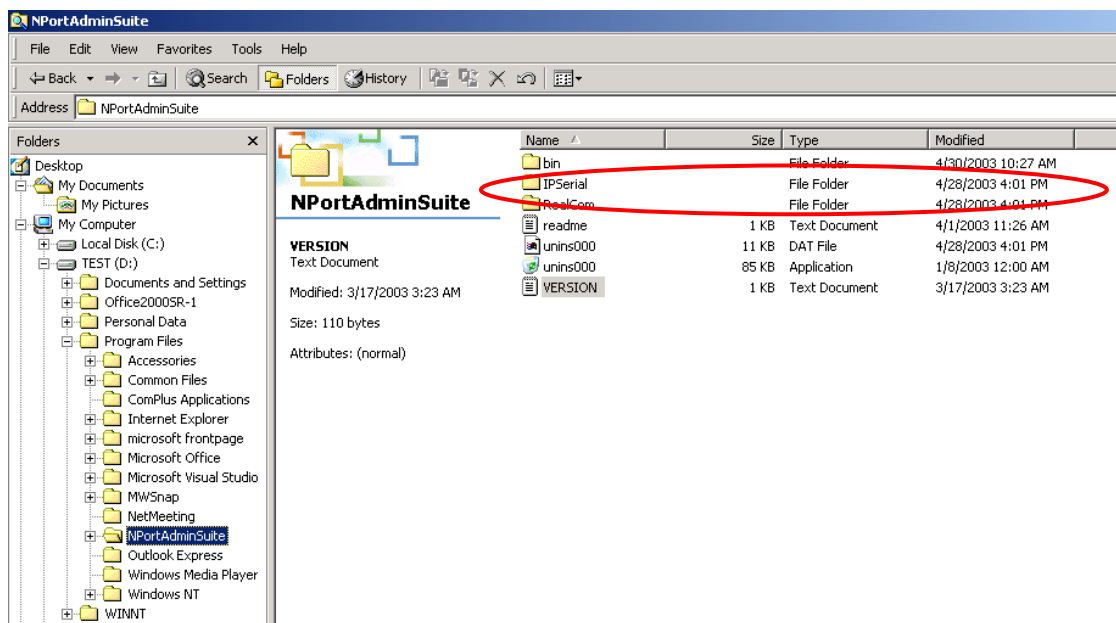 NPortAdminSuite
File Edit View Favorites Tools Help
Back Search Folders History
Address NPortAdminSuite
Folders
Desktop
My Documents
My Pictures
My Computer
Local Disk (C:)
TEST (D:)
Documents and Settings
Office2000SR-1
Personal Data
Program Files
Accessories
Common Files
ComPlus Applications
Internet Explorer
microsoft frontpage
Microsoft Office
Microsoft Visual Studio
MWSnap
NetMeeting
NPortAdminSuite
Outlook Express
Windows Media Player
Windows NT
WINNT
NPortAdminSuite
VERSION
Text Document
Modified: 3/17/2003 3:23 AM
Size: 110 bytes
Attributes: (normal)
Name Size Type Modified
bin File Folder 4/30/2003 10:27 AM
IPSerial File Folder 4/28/2003 4:01 PM
RealCom File Folder 4/28/2003 4:01 PM
readme 1 KB Text Document 4/1/2003 11:26 AM
unins000 11 KB DAT File 4/28/2003 4:01 PM
unins000 85 KB Application 1/8/2003 12:00 AM
VERSION 1 KB Text Document 3/17/2003 3:23 AM